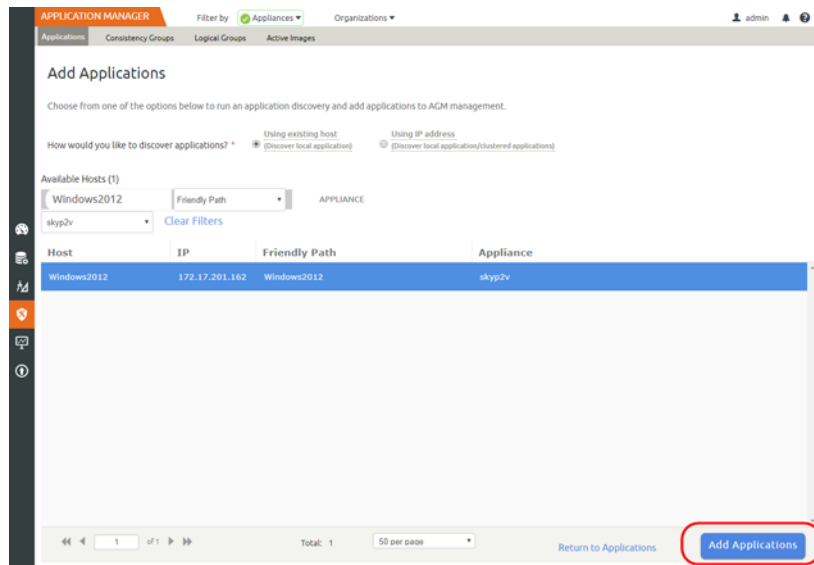 APPLICATION MANAGER Filter by Appliances Organizations admin
Applications Consistency Groups Logical Groups Active Images
Add Applications
Choose from one of the options below to run an application discovery and add applications to AGM management.
How would you like to discover applications? * Using existing host (Discover local application) Using IP address (Discover local application/clustered applications)
Available Hosts (1)
Windows2012 Friendly Path APPLIANCE
skyp2v Clear Filters
Host IP Friendly Path Appliance
Windows2012 172.17.201.162 Windows2012 skyp2v
1 of 1 Total: 1 50 per page Return to Applications Add Applications